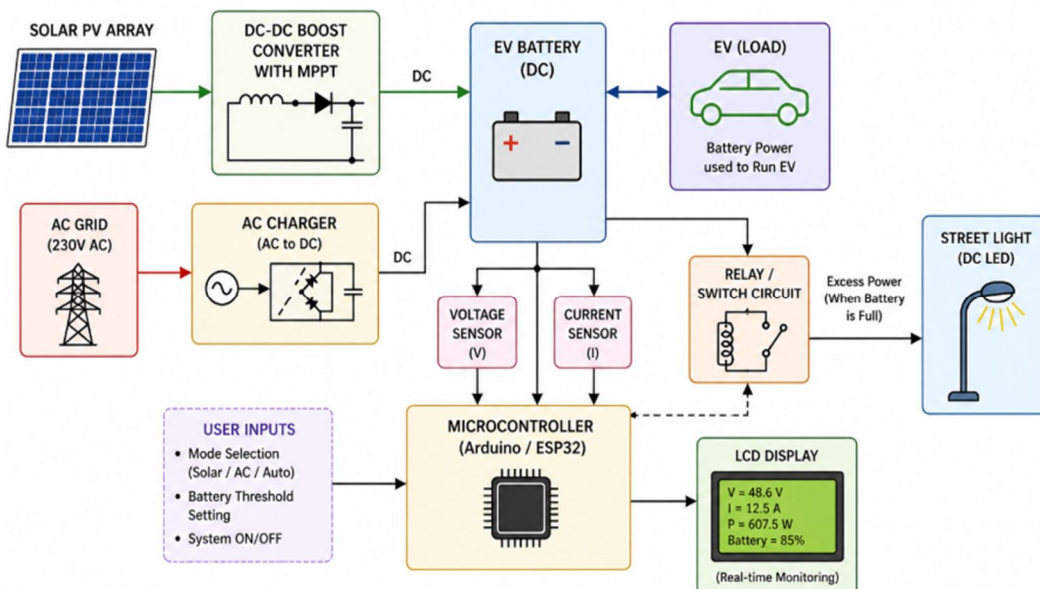 SOLAR PV ARRAY
DC-DC BOOST
CONVERTER
WITH MPPT
DC
EV BATTERY
(DC)
+ −
EV (LOAD)
Battery Power
used to Run EV
AC GRID
(230V AC)
AC CHARGER
(AC to DC)
DC
VOLTAGE
SENSOR
(V)
CURRENT
SENSOR
(I)
RELAY /
SWITCH CIRCUIT
Excess Power
(When Battery
is Full)
STREET LIGHT
(DC LED)
USER INPUTS
• Mode Selection
(Solar / AC / Auto)
• Battery Threshold
Setting
• System ON/OFF
MICROCONTROLLER
(Arduino / ESP32)
LCD DISPLAY
V = 48.6 V
I = 12.5 A
P = 607.5 W
Battery = 85%
(Real-time Monitoring)